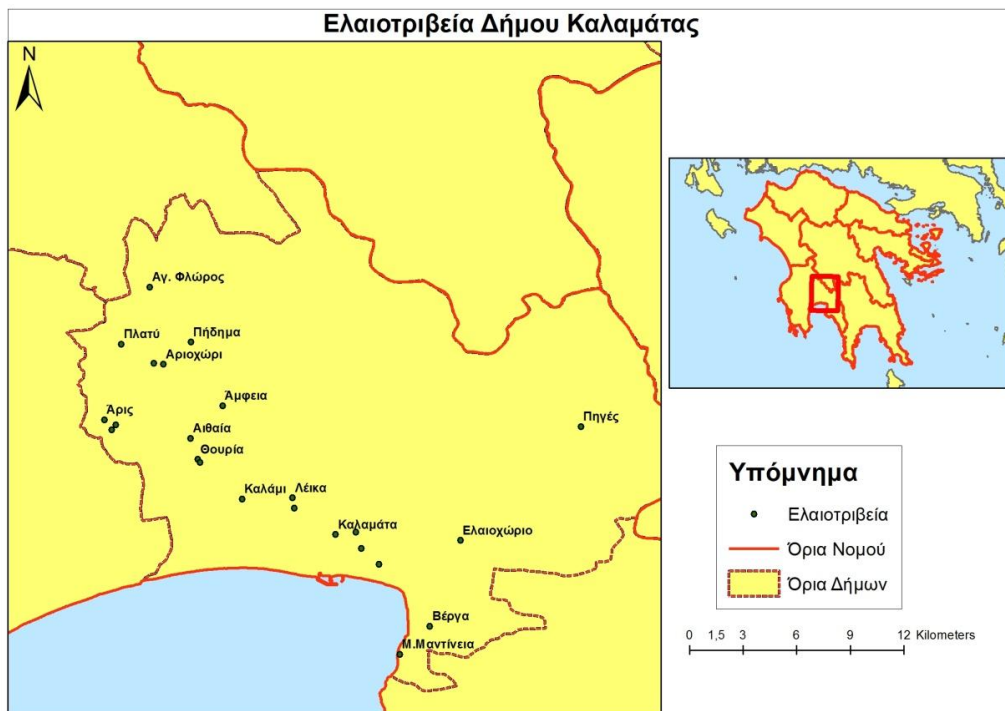 Ελαιοτριβεία Δήμου Καλαμάτας
N
Αγ. Φλώρος
Πλατύ
Πήδημα
Αριοχώρι
Άμφεια
Άρις
Πηγές
Αιθαία
Θουρία
Καλάμι
Λέικα
Καλαμάτα
Ελαιοχώριο
Βέργα
Μ.Μαντίνεια
Υπόμνημα
Ελαιοτριβεία
Όρια Νομού
Όρια Δήμων
0 1,5 3 6 9 12 Kilometers